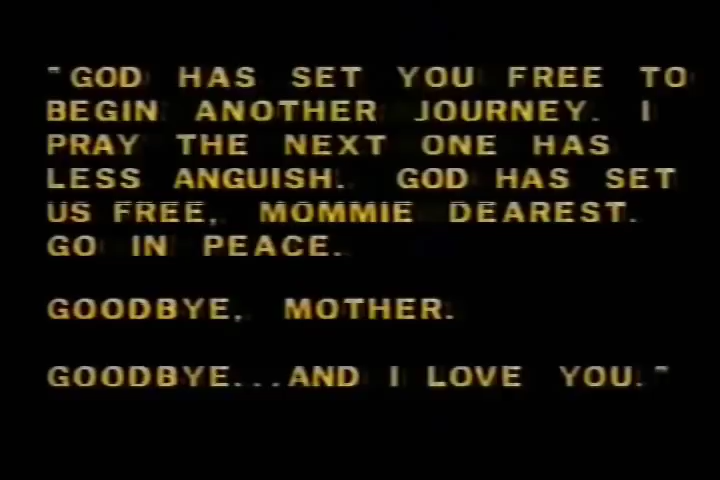 "GOD HAS SET YOU FREE TO
BEGIN ANOTHER JOURNEY. I
PRAY THE NEXT ONE HAS
LESS ANGUISH. GOD HAS SET
US FREE, MOMMIE DEAREST.
GO IN PEACE.
GOODBYE, MOTHER.
GOODBYE...AND I LOVE YOU."